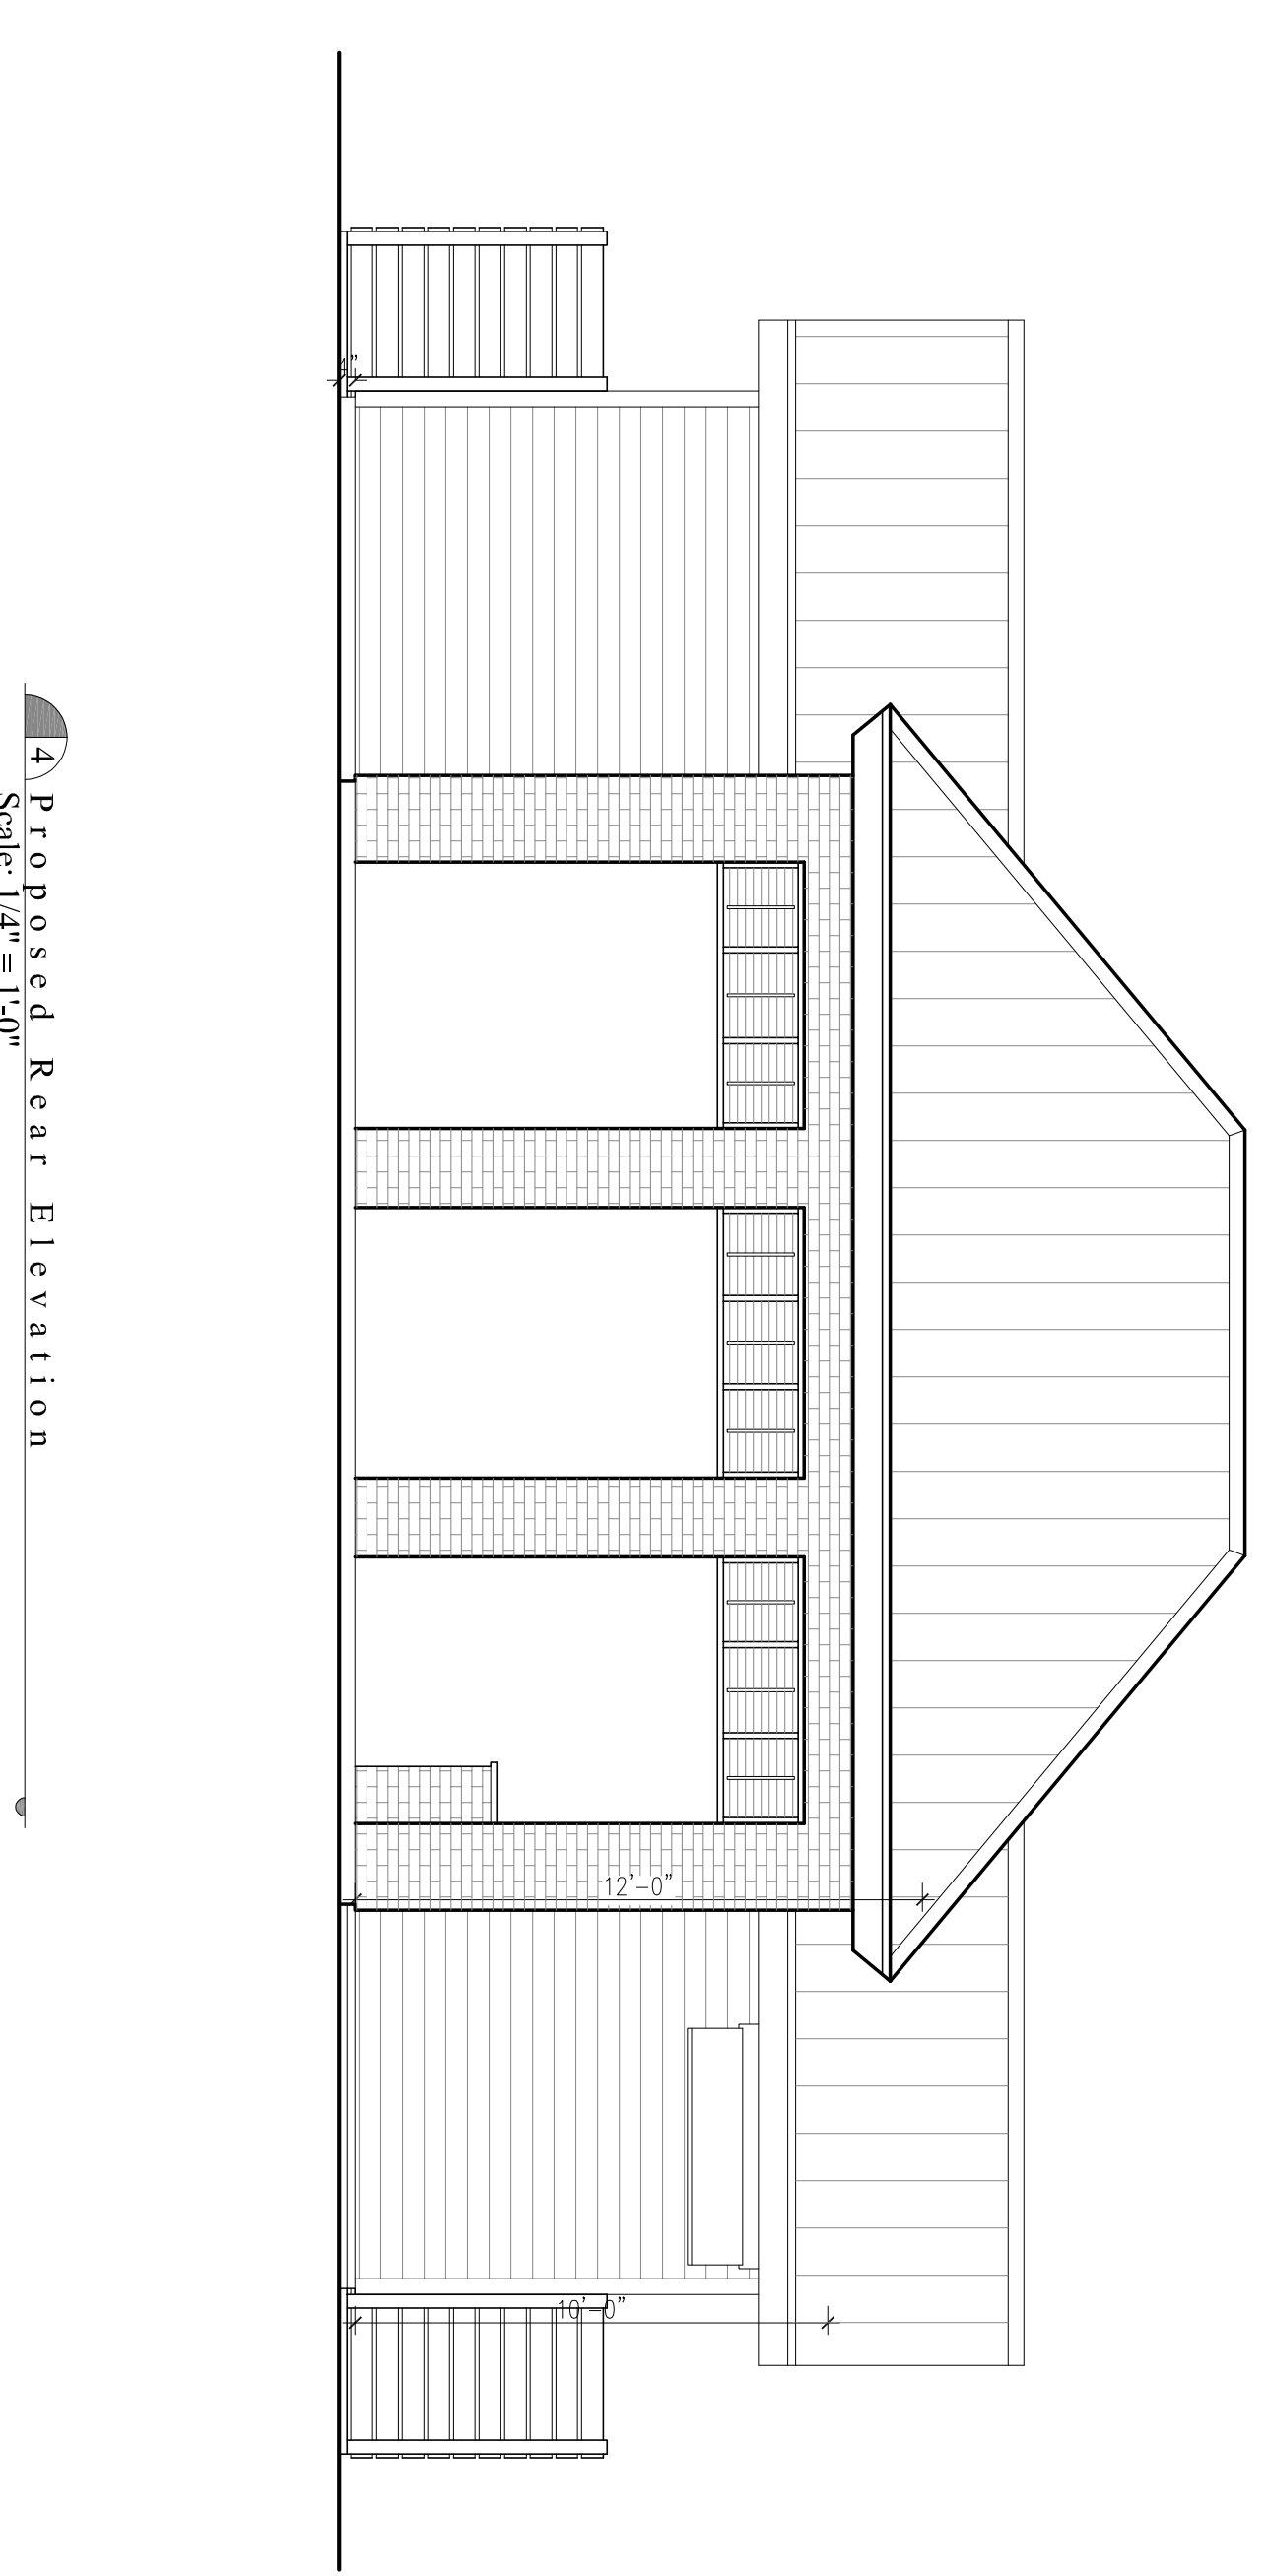 4
Proposed Rear Elevation
Scale: 1/4" = 1'-0"
4"
12'-0"
10'-0"